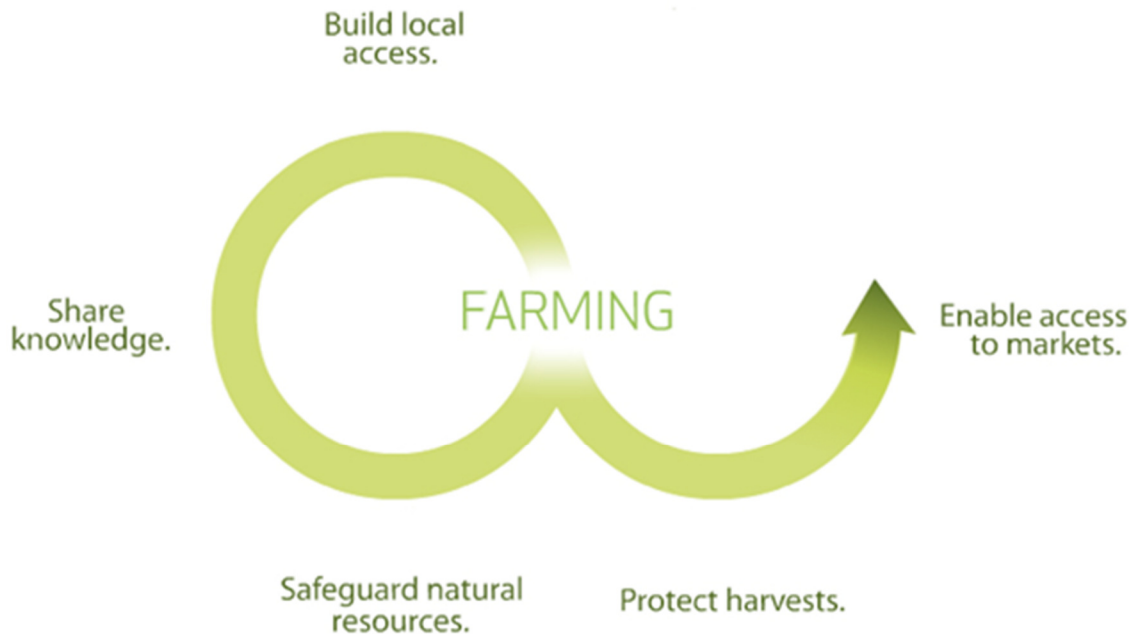 Build local
access.
Share
knowledge.
FARMING
Enable access
to markets.
Safeguard natural
resources.
Protect harvests.